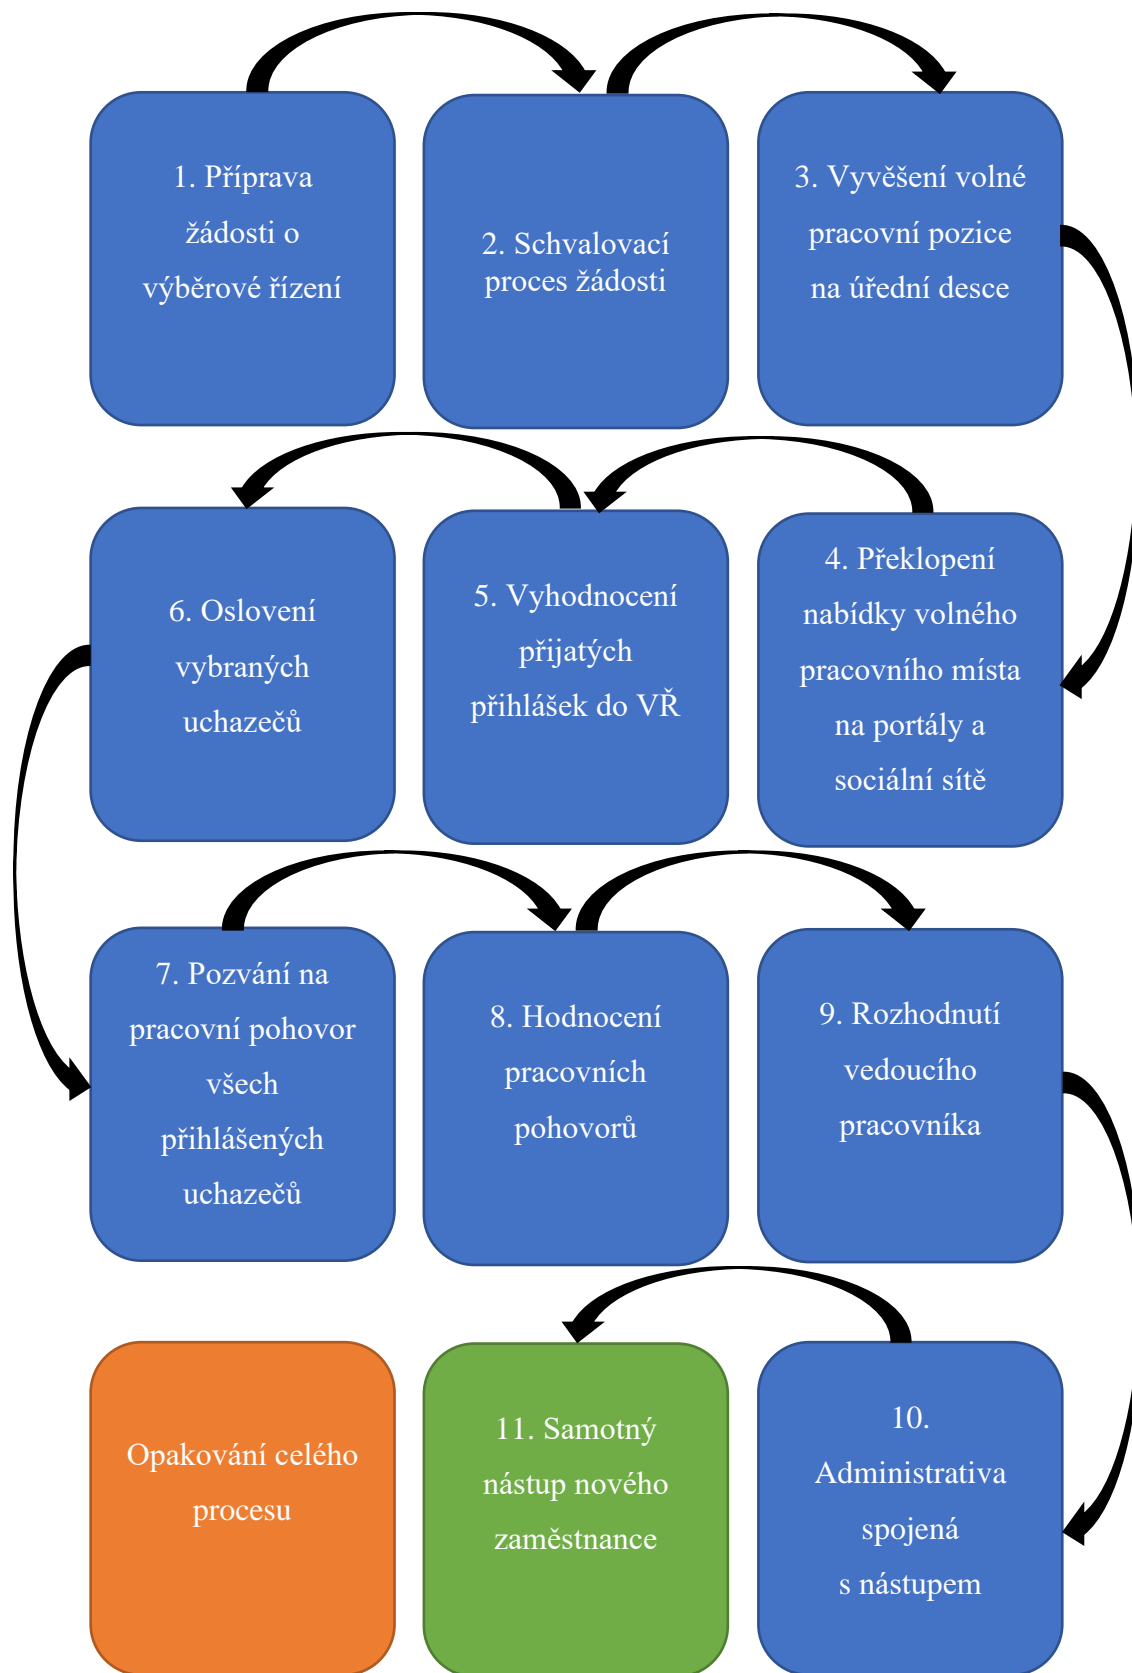 1. Příprava
žádosti o
výběrové řízení
2. Schvalovací
proces žádosti
3. Vyvěšení volné
pracovní pozice
na úřední desce
4. Překlopení
nabídky volného
pracovního místa
na portály a
sociální sítě
5. Vyhodnocení
přijatých
přihlášek do VŘ
6. Oslovení
vybraných
uchazečů
7. Pozvání na
pracovní pohovor
všech
přihlášených
uchazečů
8. Hodnocení
pracovních
pohovorů
9. Rozhodnutí
vedoucího
pracovníka
10.
Administrativa
spojená
s nástupem
11. Samotný
nástup nového
zaměstnance
Opakování celého
procesu